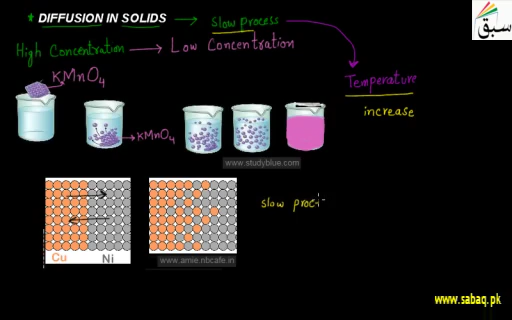 * DIFFUSION IN SOLIDS → slow process
سبق
High Concentration → Low Concentration
KMnO4
Temperature
increase
→KMnO4
www.studyblue.com
slow proci
Cu Ni
www.amie.nbcafe.in
www.sabaq.pk